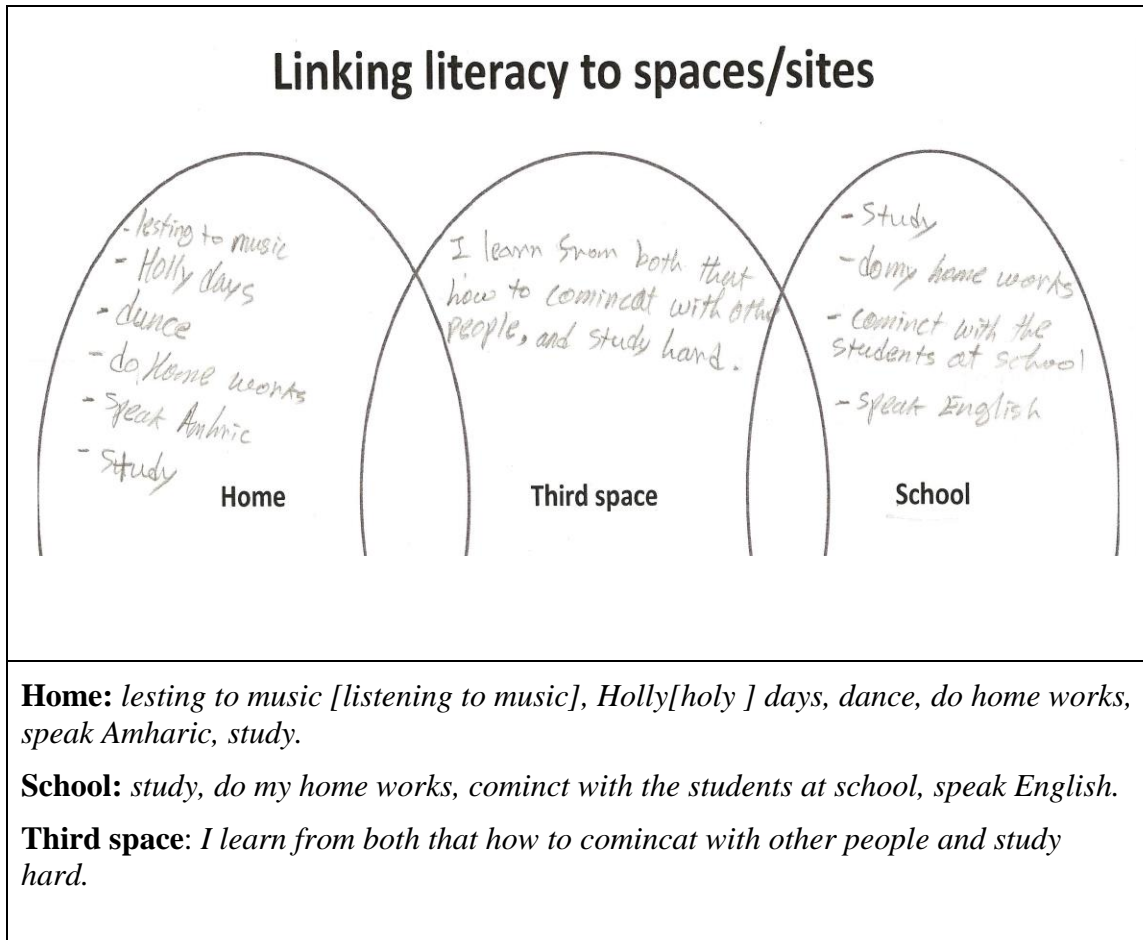 Linking literacy to spaces/sites
- lesting to music
- Holly days
- dance
- do Home works
- Speak Amhric
- Study
Home
I learn from both that
how to comincat with other
people, and study hard.
Third space
- Study
- do my home works
- cominct with the
students at school
- speak English
School
Home: lesting to music [listening to music], Holly[holy ] days, dance, do home works,
speak Amharic, study.
School: study, do my home works, cominct with the students at school, speak English.
Third space: I learn from both that how to comincat with other people and study
hard.